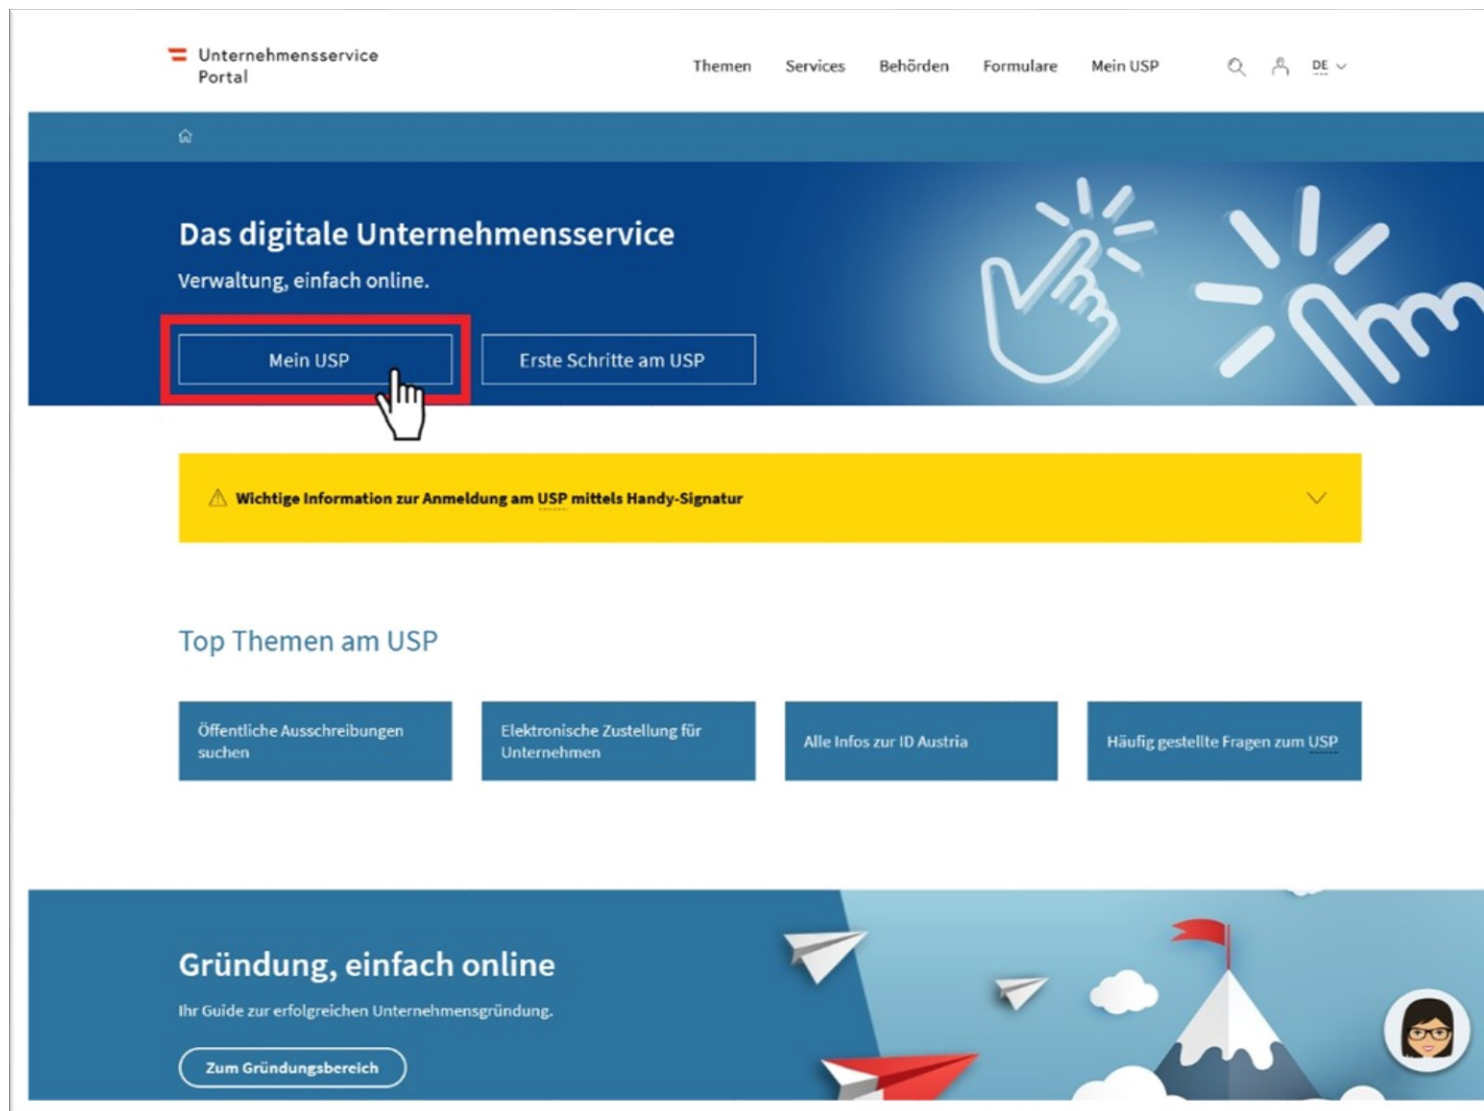 Unternehmensservice
Portal
Themen Services Behörden Formulare Mein USP DE
Das digitale Unternehmensservice
Verwaltung, einfach online.
Mein USP Erste Schritte am USP
Wichtige Information zur Anmeldung am USP mittels Handy-Signatur
Top Themen am USP
Öffentliche Ausschreibungen
suchen
Elektronische Zustellung für
Unternehmen
Alle Infos zur ID Austria
Häufig gestellte Fragen zum USP
Gründung, einfach online
Ihr Guide zur erfolgreichen Unternehmensgründung.
Zum Gründungsbereich